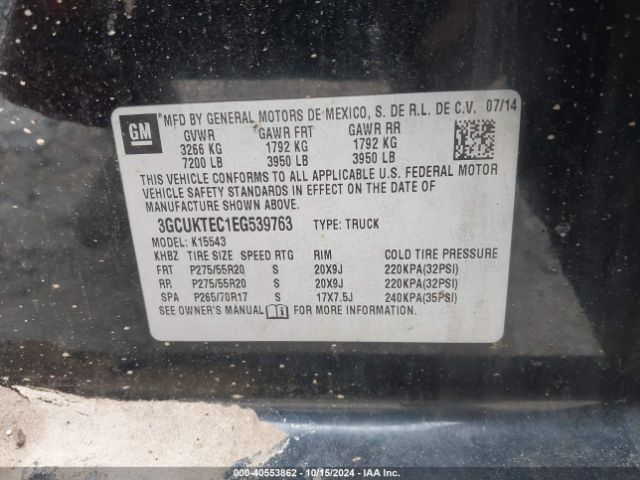 GM
MFD BY GENERAL MOTORS DE MEXICO, S. DE R.L. DE C.V. 07/14
GVWR GAWR FRT GAWR RR
3266 KG 1792 KG 1792 KG
7200 LB 3950 LB 3950 LB
THIS VEHICLE CONFORMS TO ALL APPLICABLE U.S. FEDERAL MOTOR
VEHICLE SAFETY STANDARDS IN EFFECT ON THE DATE OF
MANUFACTURE SHOWN ABOVE.
3GCUKTEC1EG539763 TYPE: TRUCK
MODEL: K15543
KHBZ TIRE SIZE SPEED RTG RIM COLD TIRE PRESSURE
FRT P275/55R20 S 20X9J 220KPA(32PSI)
RR P275/55R20 S 20X9J 220KPA(32PSI)
SPA P265/70R17 S 17X7.5J 240KPA(35PSI)
SEE OWNER'S MANUAL FOR MORE INFORMATION.
000-40553862 - 10/15/2024 - IAA Inc.